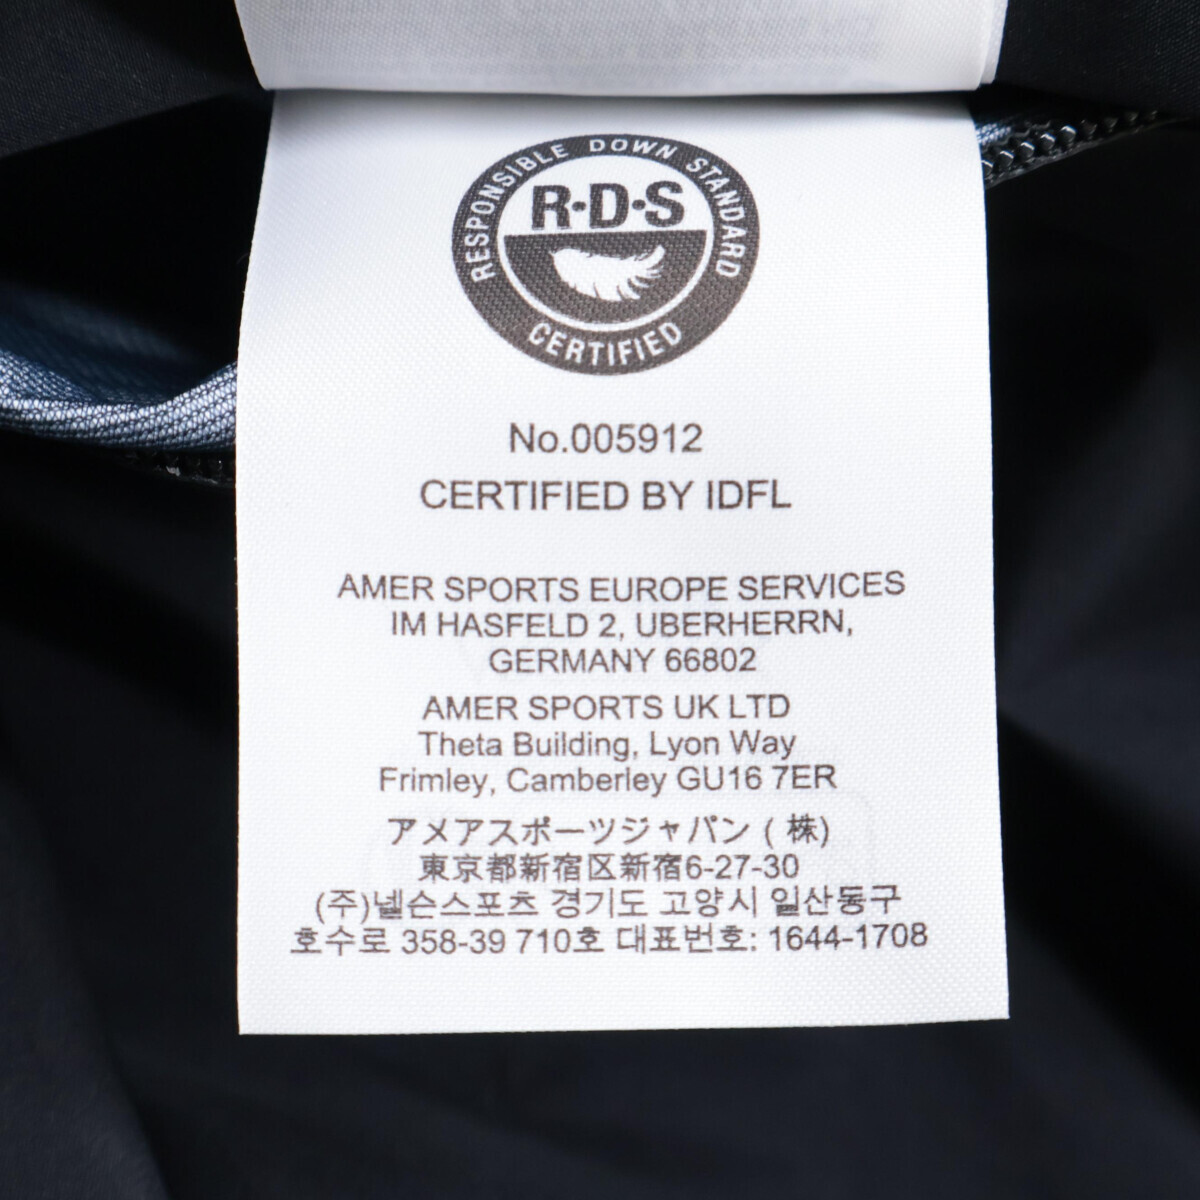 RESPONSIBLE DOWN STANDARD
R·D·S
CERTIFIED
No.005912
CERTIFIED BY IDFL
AMER SPORTS EUROPE SERVICES
IM HASFELD 2, UBERHERRN,
GERMANY 66802
AMER SPORTS UK LTD
Theta Building, Lyon Way
Frimley, Camberley GU16 7ER
アメアスポーツジャパン ( 株)
東京都新宿区新宿6-27-30
(주)넬슨스포츠 경기도 고양시 일산동구
호수로 358-39 710호 대표번호: 1644-1708